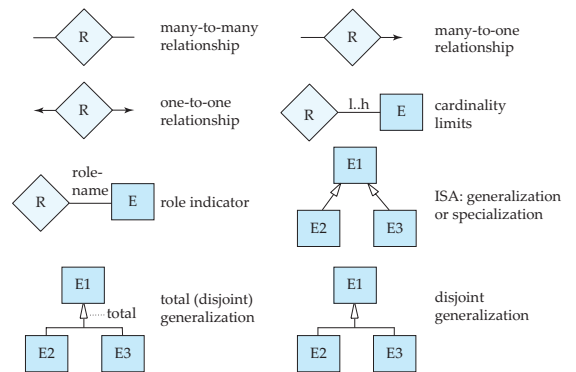 R
many-to-many
relationship
R
many-to-one
relationship
R
one-to-one
relationship
R
l..h
E
cardinality
limits
R
role-
name
E
role indicator
E1
E2
E3
ISA: generalization
or specialization
E1
total
E2
E3
total (disjoint)
generalization
E1
E2
E3
disjoint
generalization